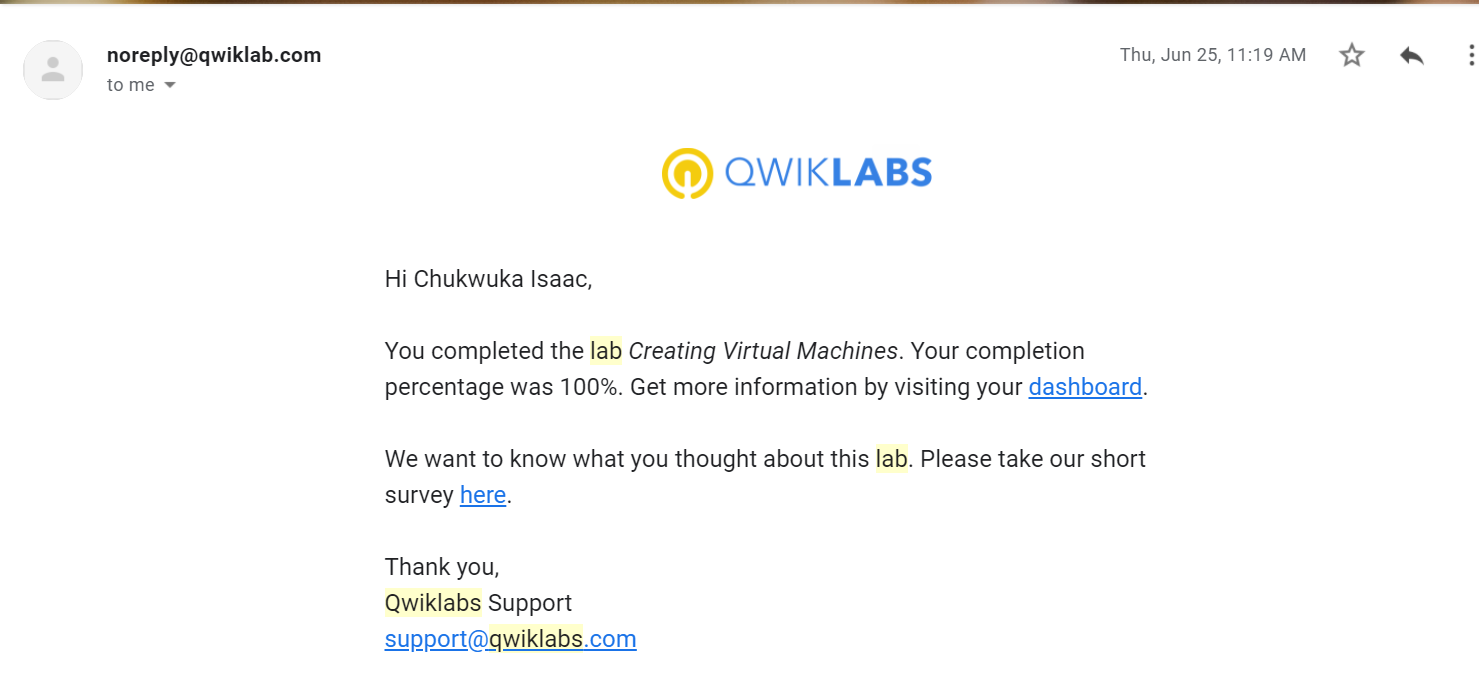 noreply@qwiklab.com
Thu, Jun 25, 11:19 AM
to me
QWIKLABS
Hi Chukwuka Isaac,
You completed the lab Creating Virtual Machines. Your completion
percentage was 100%. Get more information by visiting your dashboard.
We want to know what you thought about this lab. Please take our short
survey here.
Thank you,
Qwiklabs Support
support@qwiklabs.com